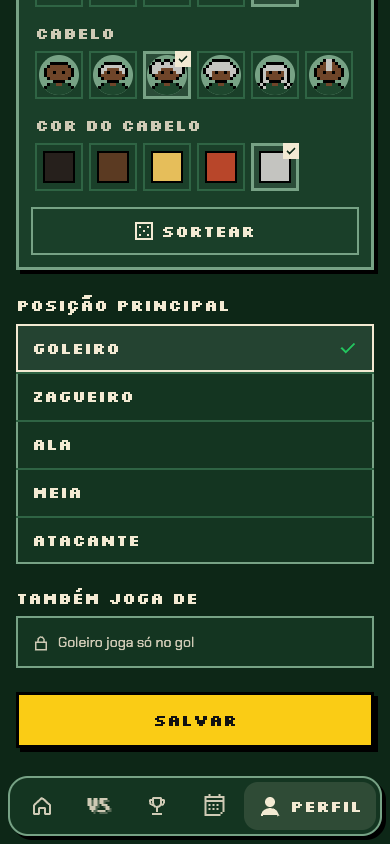 CABELO
COR DO CABELO
SORTEAR
POSIÇÃO PRINCIPAL
GOLEIRO
ZAGUEIRO
ALA
MEIA
ATACANTE
TAMBÉM JOGA DE
Goleiro joga só no gol
SALVAR
VS
PERFIL